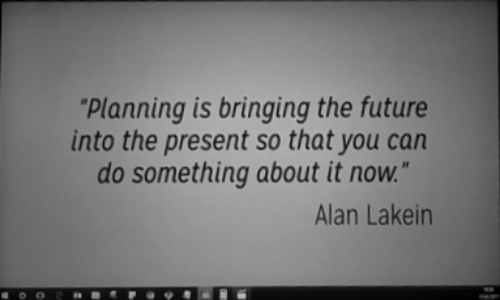 "Planning is bringing the future
into the present so that you can
do something about it now."
Alan Lakein